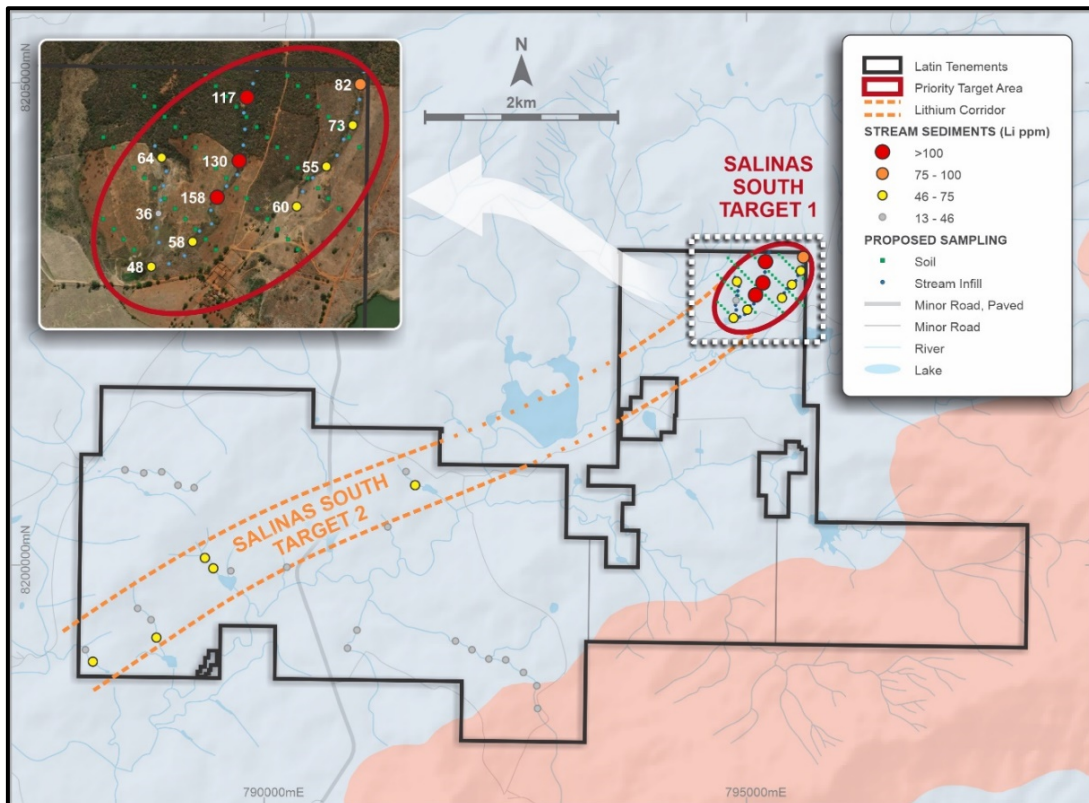 8205000mN
8200000mN
790000mE
795000mE
N
2km
82
117
73
64
130
55
158
36
60
58
48
SALINAS
SOUTH
TARGET 1
SALINAS SOUTH
TARGET 2
Latin Tenements
Priority Target Area
Lithium Corridor
STREAM SEDIMENTS (Li ppm)
>100
75 - 100
46 - 75
13 - 46
PROPOSED SAMPLING
Soil
Stream Infill
Minor Road, Paved
Minor Road
River
Lake